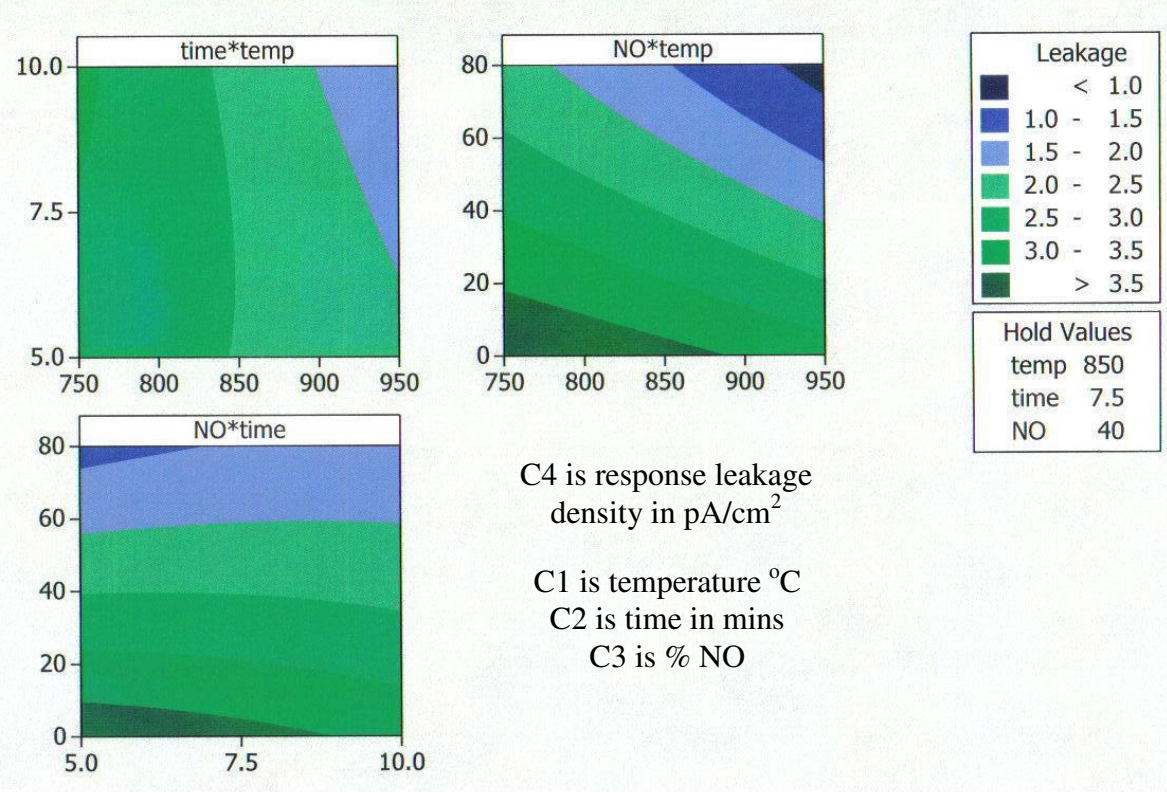 time*temp
10.0
7.5
5.0
750 800 850 900 950
NO*temp
80
60
40
20
0
750 800 850 900 950
Leakage
< 1.0
1.0 - 1.5
1.5 - 2.0
2.0 - 2.5
2.5 - 3.0
3.0 - 3.5
> 3.5
Hold Values
temp 850
time 7.5
NO 40
NO*time
80
60
40
20
0
5.0 7.5 10.0
C4 is response leakage
density in pA/cm²
C1 is temperature ºC
C2 is time in mins
C3 is % NO